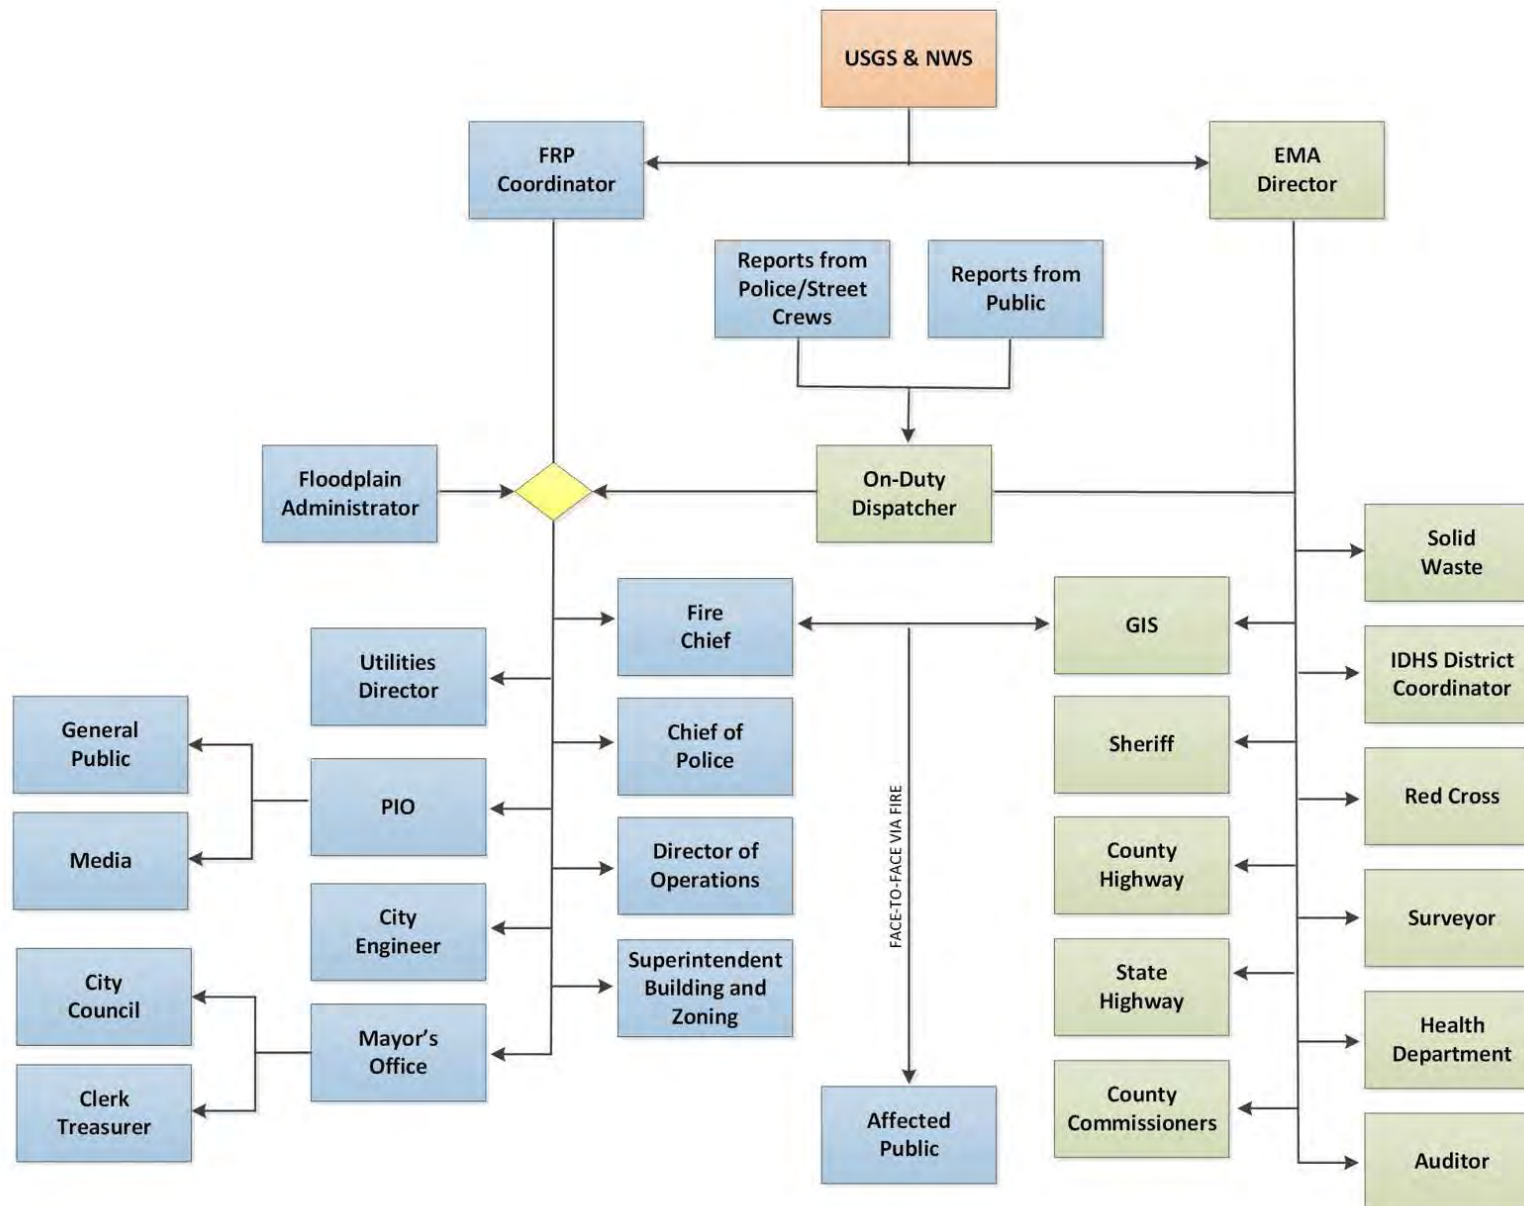 USGS & NWS
FRP
Coordinator
EMA
Director
Reports from
Police/Street
Crews
Reports from
Public
Floodplain
Administrator
On-Duty
Dispatcher
Solid
Waste
Fire
Chief
GIS
Utilities
Director
IDHS District
Coordinator
General
Public
Chief of
Police
Sheriff
PIO
Red Cross
Media
Director of
Operations
County
Highway
FACE-TO-FACE VIA FIRE
City
Engineer
Surveyor
City
Council
Superintendent
Building and
Zoning
State
Highway
Mayor's
Office
Health
Department
Clerk
Treasurer
Affected
Public
County
Commissioners
Auditor